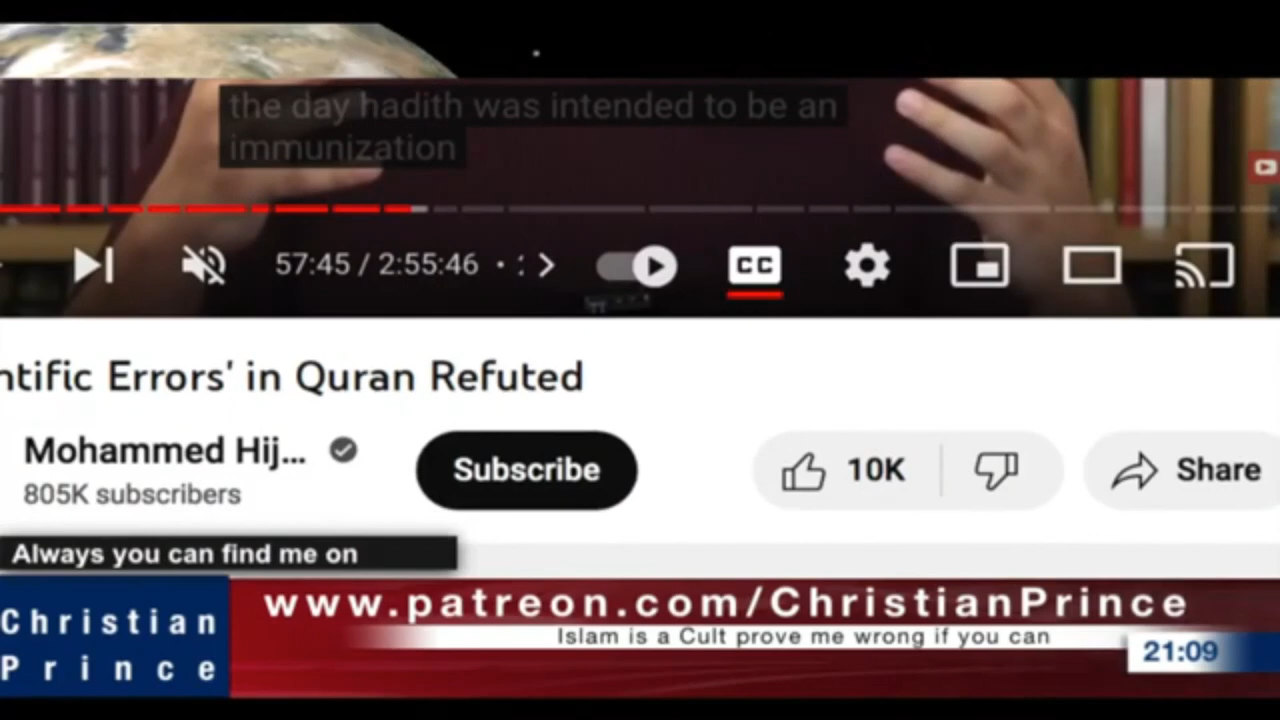 the day hadith was intended to be an
immunization
57:45 / 2:55:46
CC
ntific Errors' in Quran Refuted
Mohammed Hij...
805K subscribers
Subscribe
10K
Share
Always you can find me on
Christian
Prince
www.patreon.com/ChristianPrince
Islam is a Cult prove me wrong if you can
21:09